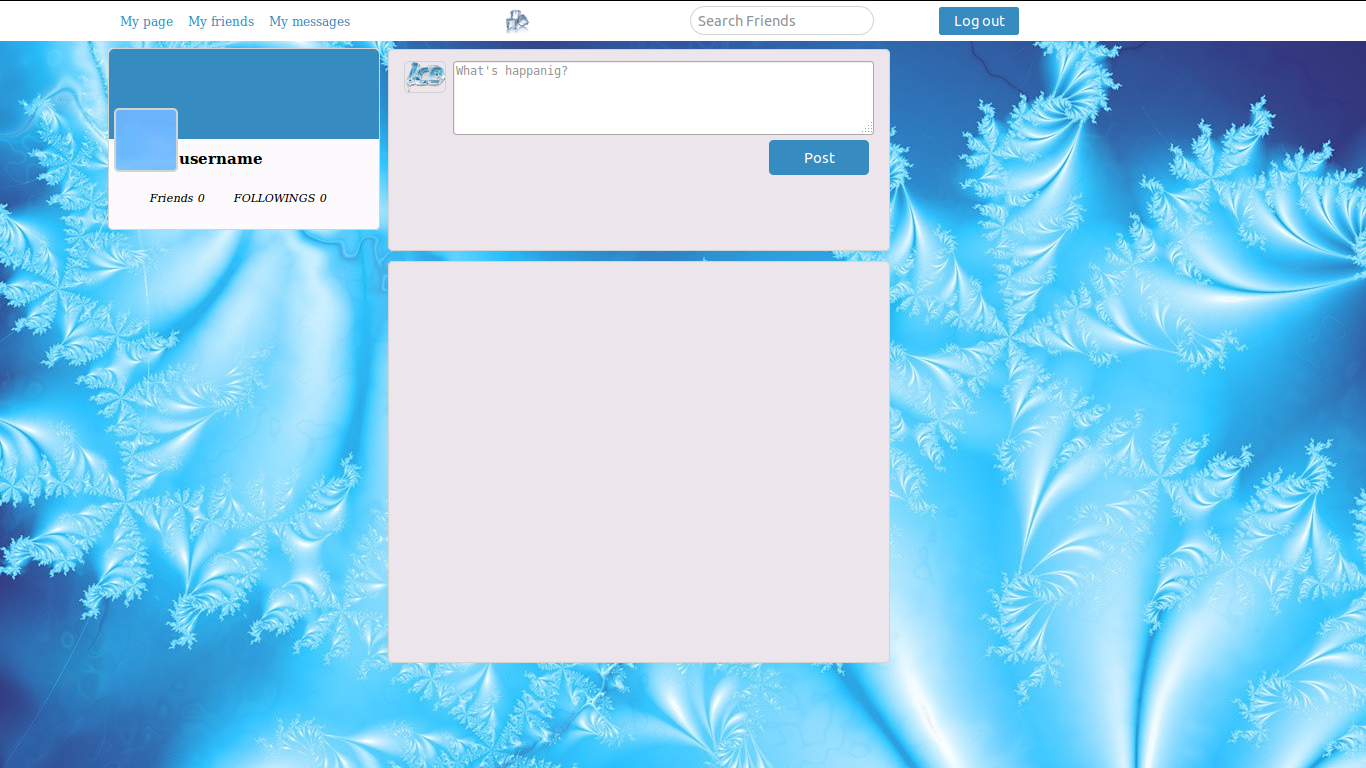 My page My friends My messages Search Friends Log out
ICE
What's happanig?
Post
username
Friends 0 FOLLOWINGS 0